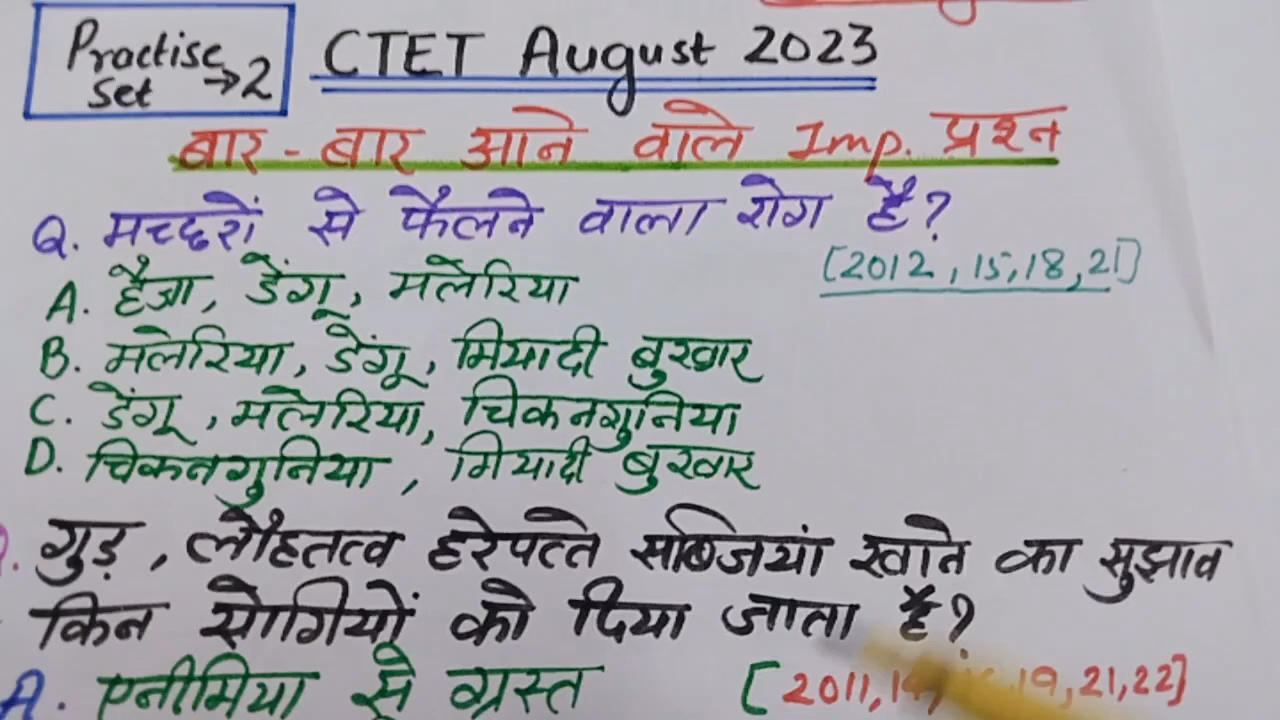 Practise Set → 2
CTET August 2023
बार-बार आने वाले Imp. प्रश्न
Q. मच्छरों से फैलने वाला रोग है?
[2012, 15, 18, 21]
A. हैजा, डेंगू, मलेरिया
B. मलेरिया, डेंगू, मियादी बुखार
C. डेंगू, मलेरिया, चिकनगुनिया
D. चिकनगुनिया, मियादी बुखार
गुड़, लौहतत्व हरेपत्ते सब्जियां खाने का सुझाव
किन रोगियों को दिया जाता है?
A. एनीमिया से ग्रस्त
[2011, 19, 21, 22]